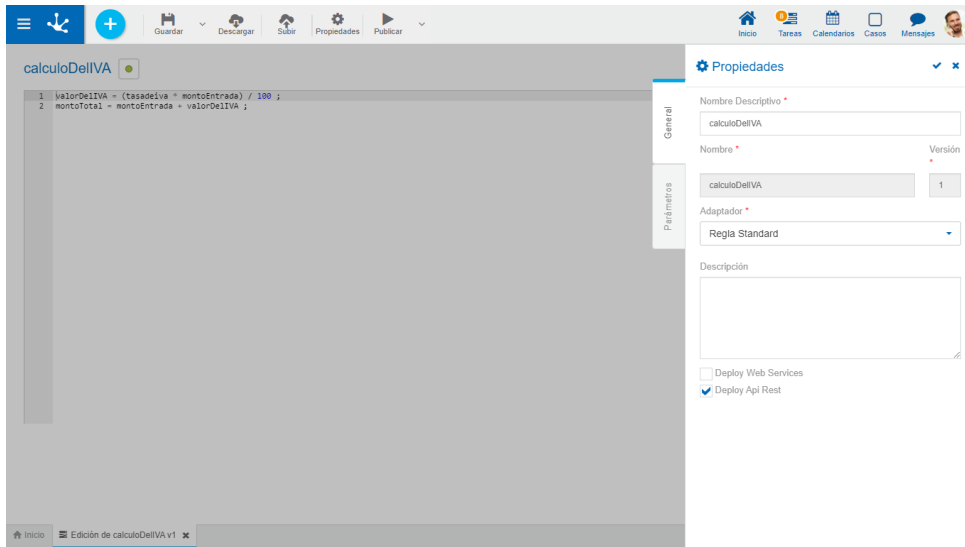 Guardar
Descargar
Subir
Propiedades
Publicar
Inicio
8
Tareas
Calendarios
Casos
Mensajes
calculoDelIVA
1 valorDelIVA = (tasadeiva * montoEntrada) / 100 ;
2 montoTotal = montoEntrada + valorDelIVA ;
General
Parámetros
Propiedades
Nombre Descriptivo *
calculoDelIVA
Nombre *
Versión *
calculoDelIVA
1
Adaptador *
Regla Standard
Descripción
Deploy Web Services
Deploy Api Rest
Inicio
Edición de calculoDelIVA v1